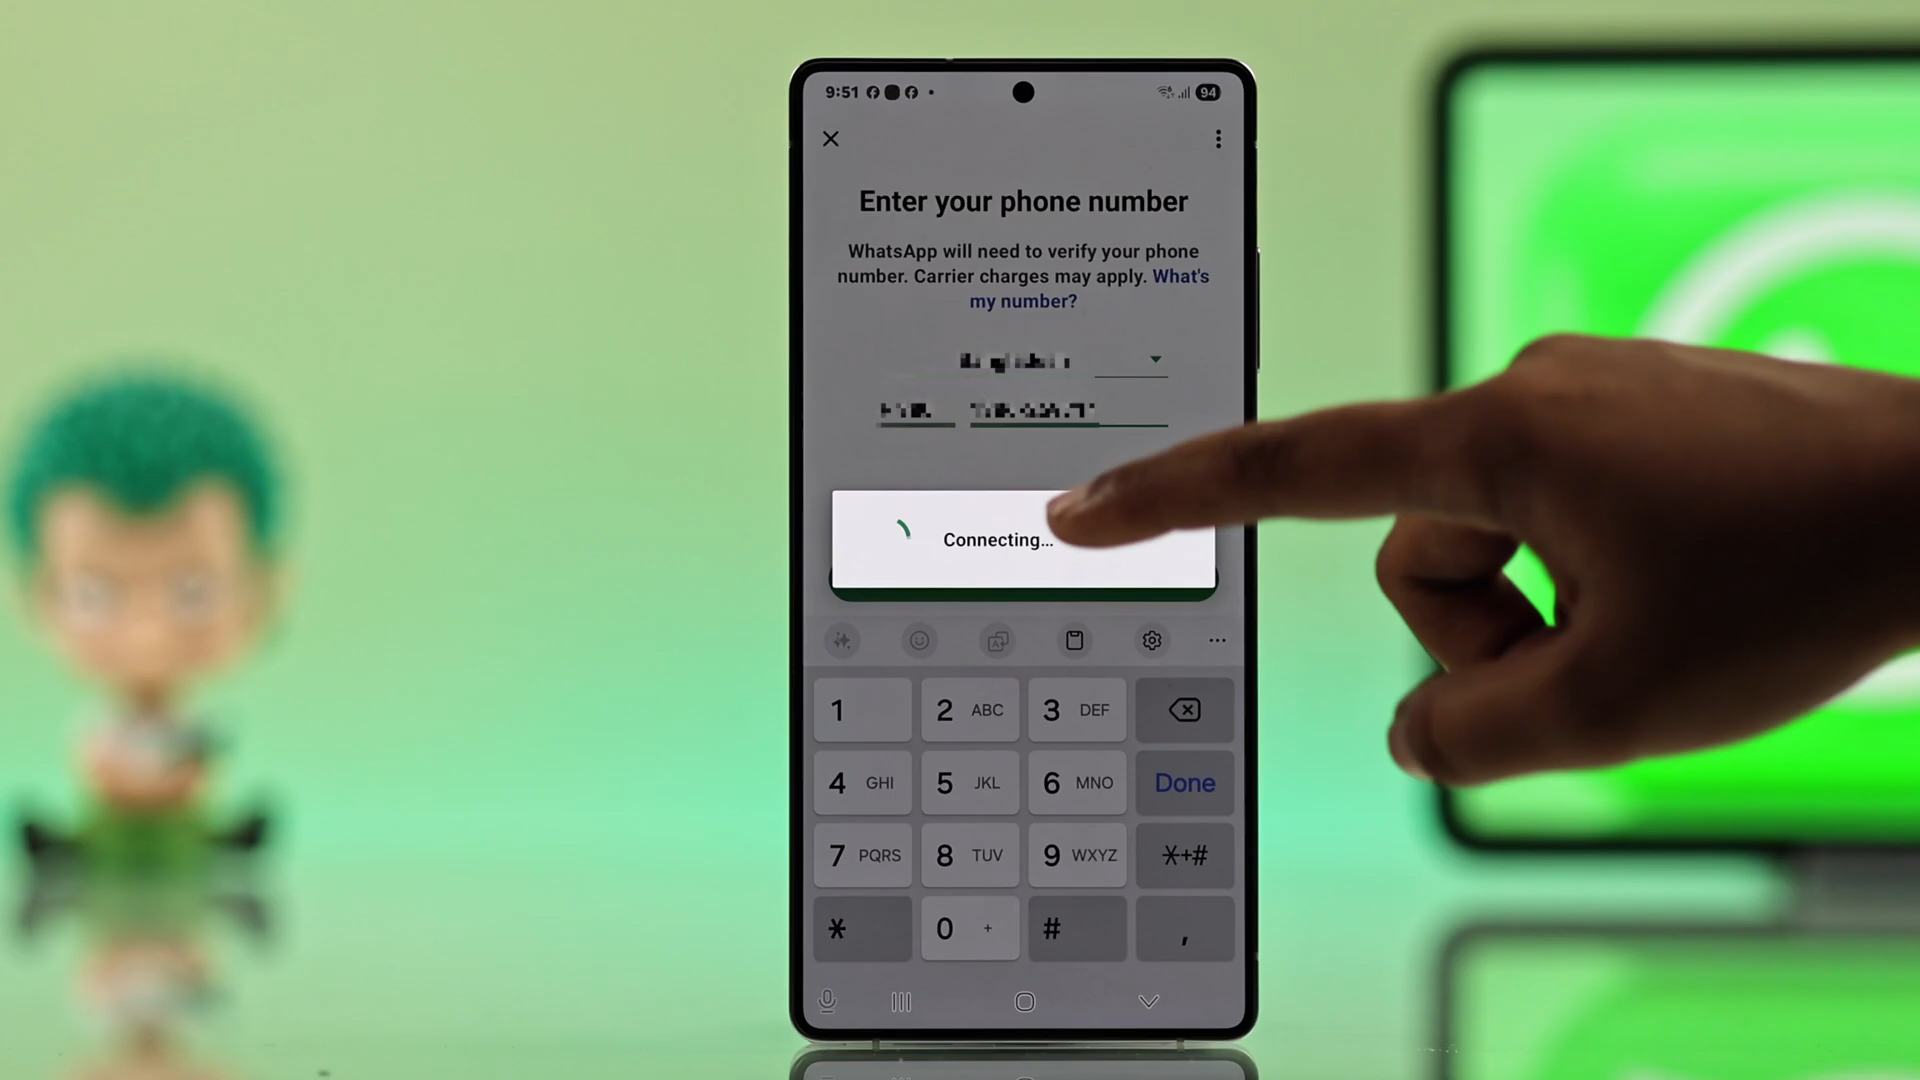 9:51
94
Enter your phone number
WhatsApp will need to verify your phone
number. Carrier charges may apply. What's
my number?
Connecting...
1
2 ABC
3 DEF
4 GHI
5 JKL
6 MNO
Done
7 PQRS
8 TUV
9 WXYZ
*+#
*
0 +
#
,